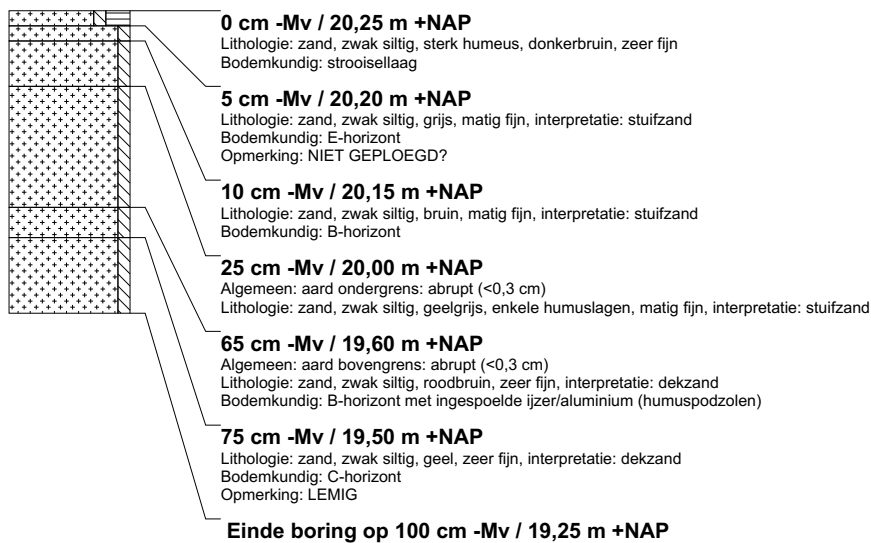 0 cm -Mv / 20,25 m +NAP
Lithologie: zand, zwak siltig, sterk humeus, donkerbruin, zeer fijn
Bodemkundig: strooisellaag
5 cm -Mv / 20,20 m +NAP
Lithologie: zand, zwak siltig, grijs, matig fijn, interpretatie: stuifzand
Bodemkundig: E-horizont
Opmerking: NIET GEPLOEGD?
10 cm -Mv / 20,15 m +NAP
Lithologie: zand, zwak siltig, bruin, matig fijn, interpretatie: stuifzand
Bodemkundig: B-horizont
25 cm -Mv / 20,00 m +NAP
Algemeen: aard ondergrens: abrupt (<0,3 cm)
Lithologie: zand, zwak siltig, geelgrijs, enkele humuslagen, matig fijn, interpretatie: stuifzand
65 cm -Mv / 19,60 m +NAP
Algemeen: aard bovengrens: abrupt (<0,3 cm)
Lithologie: zand, zwak siltig, roodbruin, zeer fijn, interpretatie: dekzand
Bodemkundig: B-horizont met ingespoelde ijzer/aluminium (humuspodzolen)
75 cm -Mv / 19,50 m +NAP
Lithologie: zand, zwak siltig, geel, zeer fijn, interpretatie: dekzand
Bodemkundig: C-horizont
Opmerking: LEMIG
Einde boring op 100 cm -Mv / 19,25 m +NAP